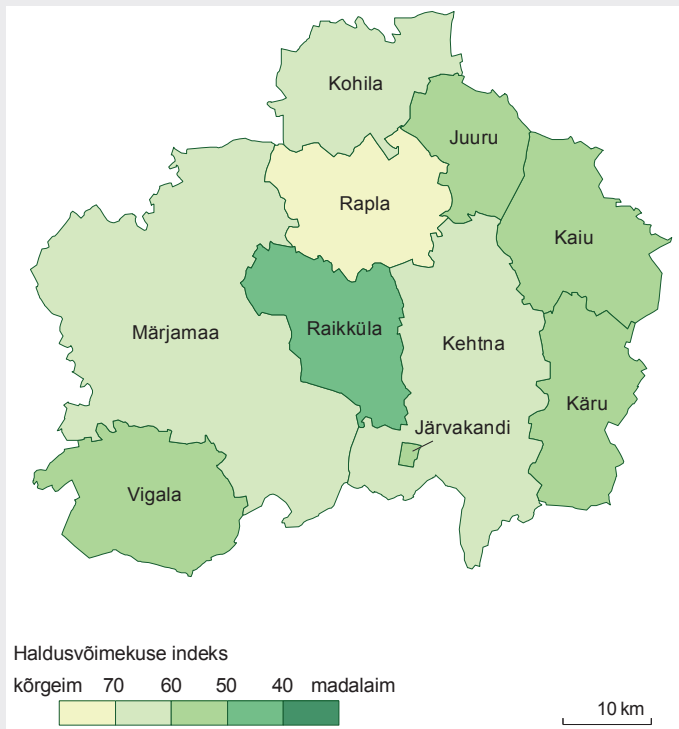 Kohila
Juuru
Rapla
Kaiu
Märjamaa
Raikküla
Kehtna
Käru
Järvakandi
Vigala
Haldusvõimekuse indeks
kõrgeim 70 60 50 40 madalaim
10 km